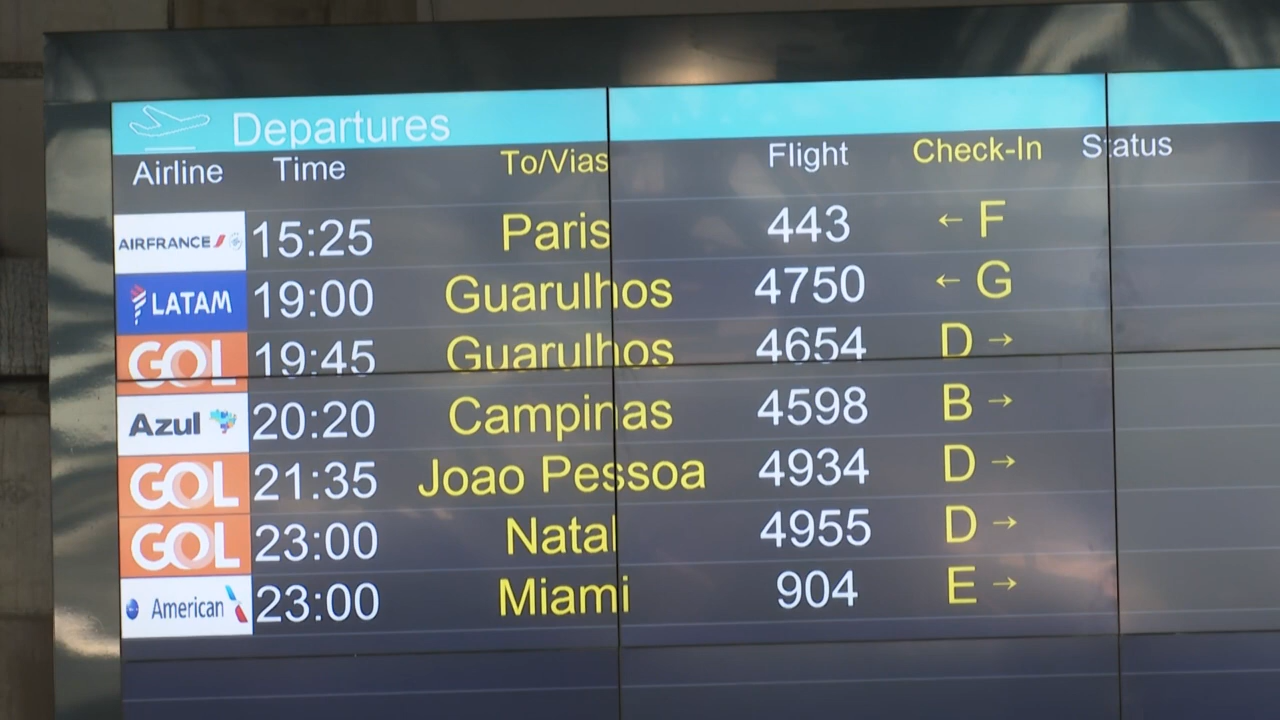 Departures
Airline Time To/Vias Flight Check-In Status
AIRFRANCE 15:25 Paris 443 ← F
LATAM 19:00 Guarulhos 4750 ← G
GOL 19:45 Guarulhos 4654 D →
Azul 20:20 Campinas 4598 B →
GOL 21:35 Joao Pessoa 4934 D →
GOL 23:00 Natal 4955 D →
American 23:00 Miami 904 E →